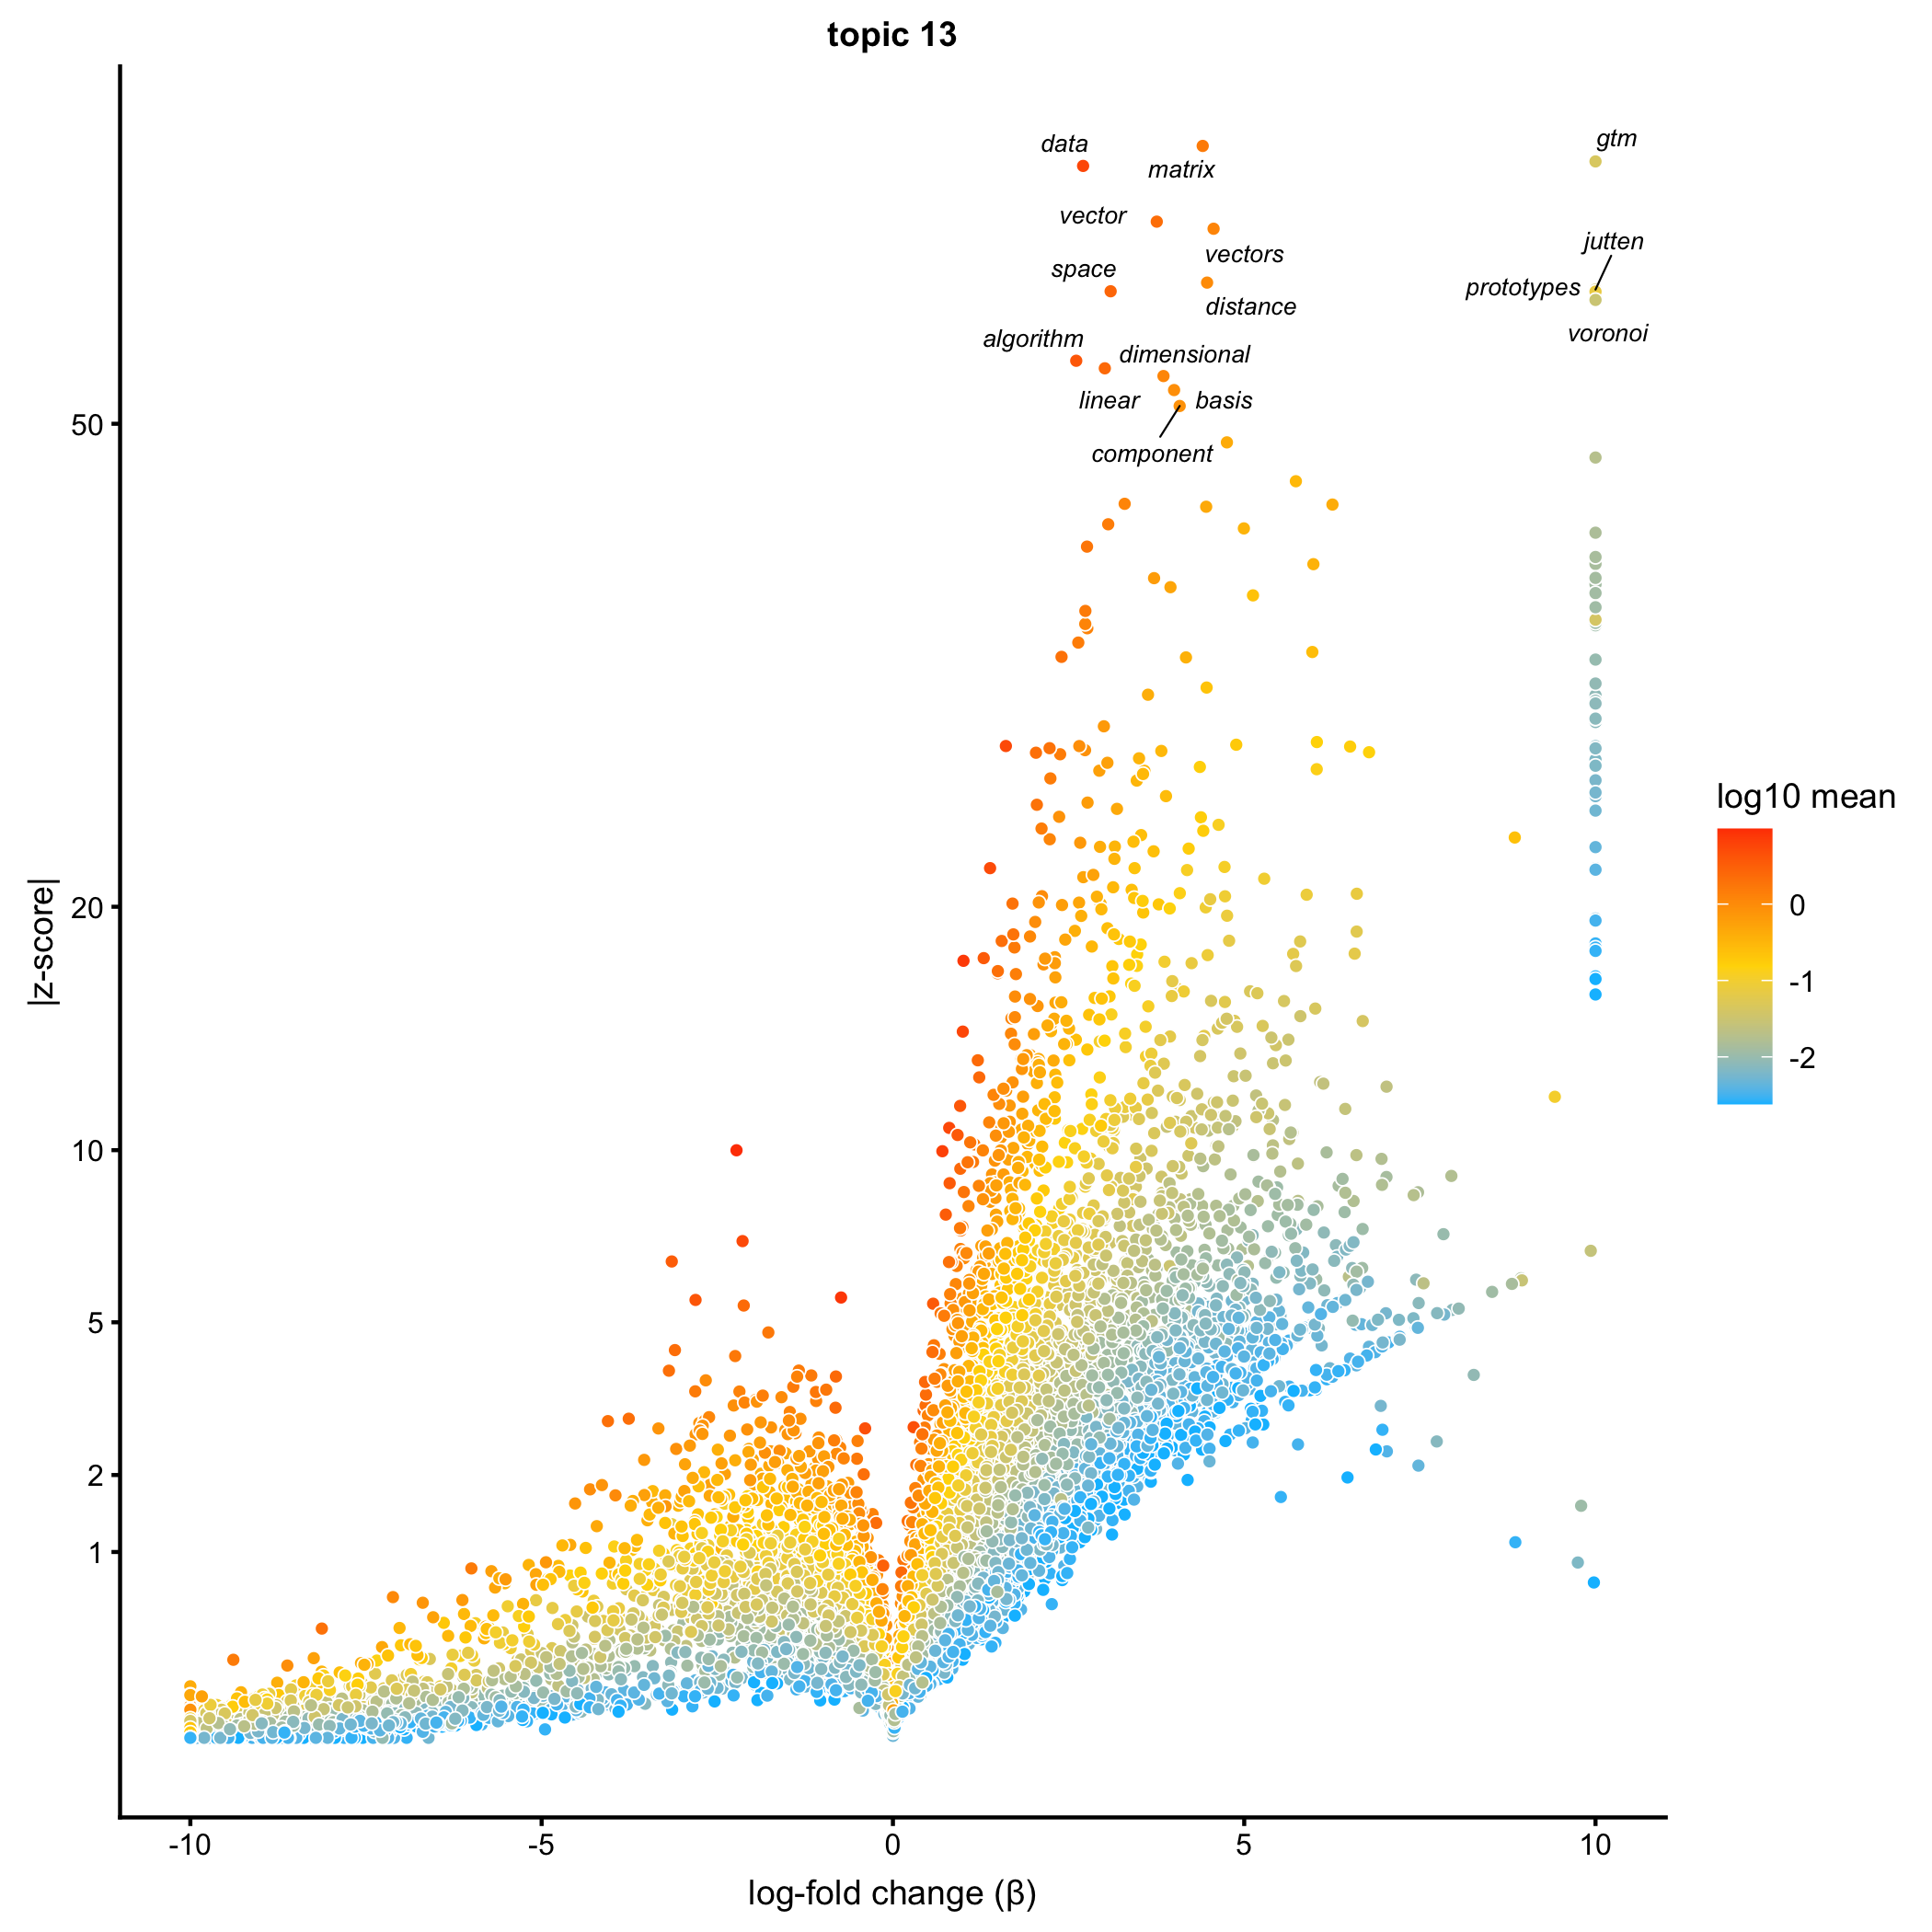 topic 13
data
matrix
gtm
vector
vectors
jutten
space
prototypes
distance
voronoi
algorithm
dimensional
linear
basis
component
50
20
10
5
2
1
|z-score|
-10
-5
0
5
10
log-fold change (β)
log10 mean
0
-1
-2